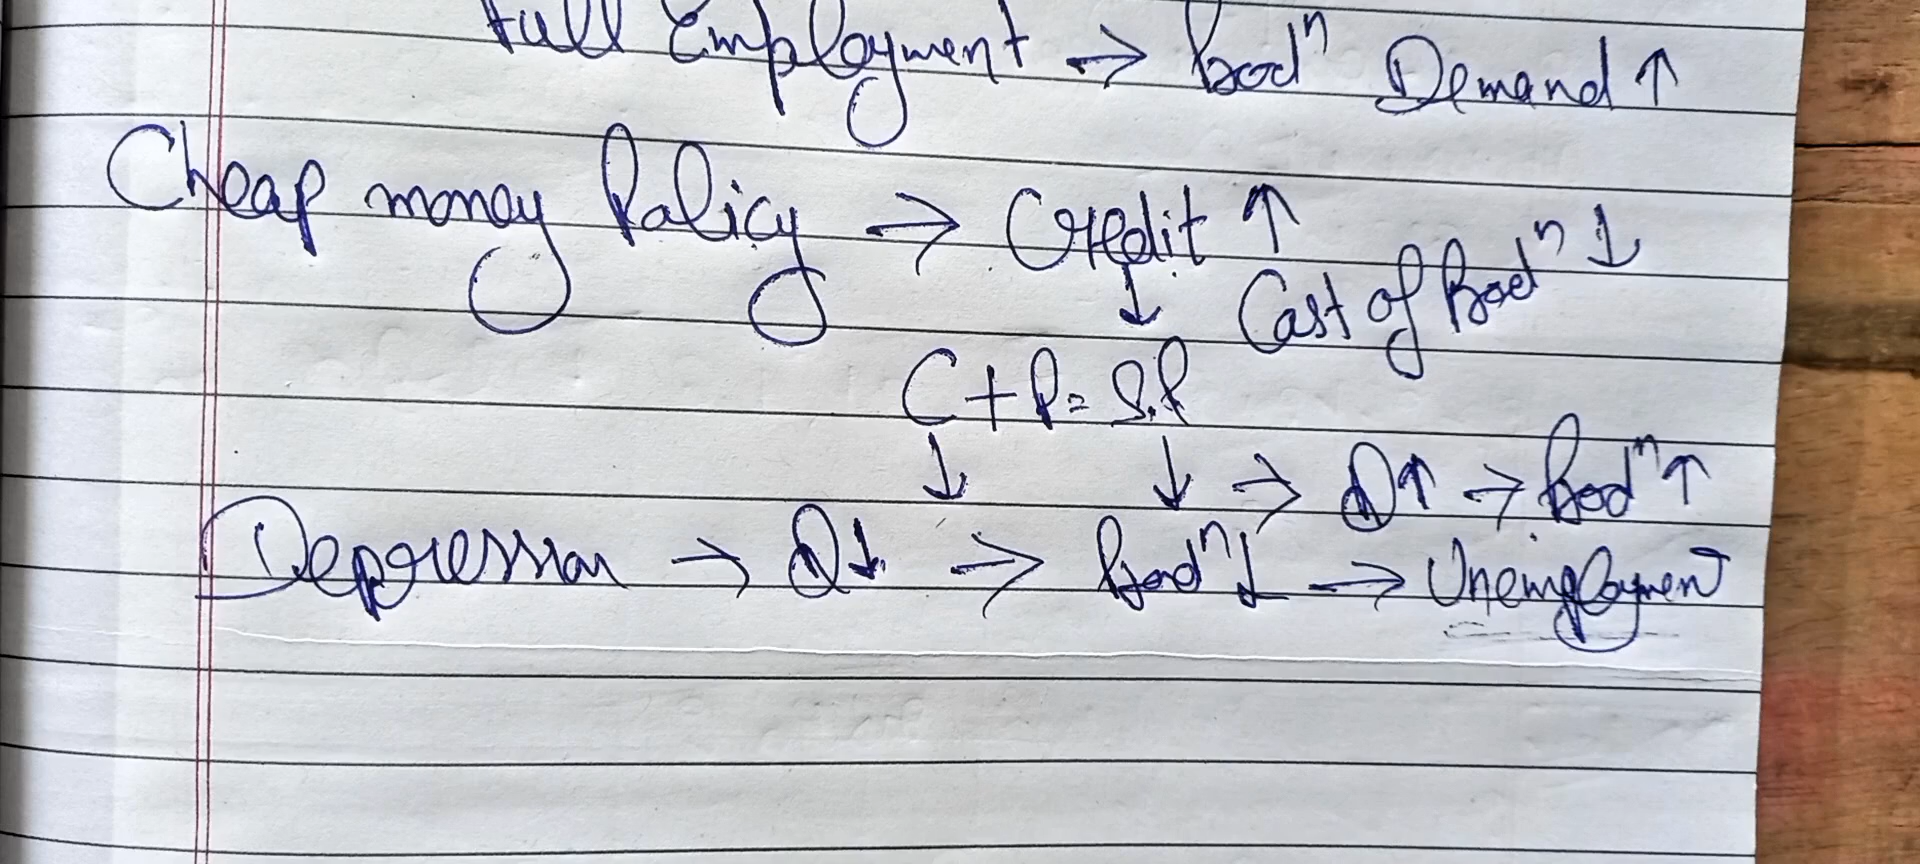 Full Employment → Prodⁿ Demand ↑
Cheap money Policy → Credit ↑
↓ Cost of Prodⁿ ↓
C + P = S.P
↓ ↓ → D↑ → Prodⁿ ↑
Depression → D↓ → Prodⁿ ↓ → Unemployment